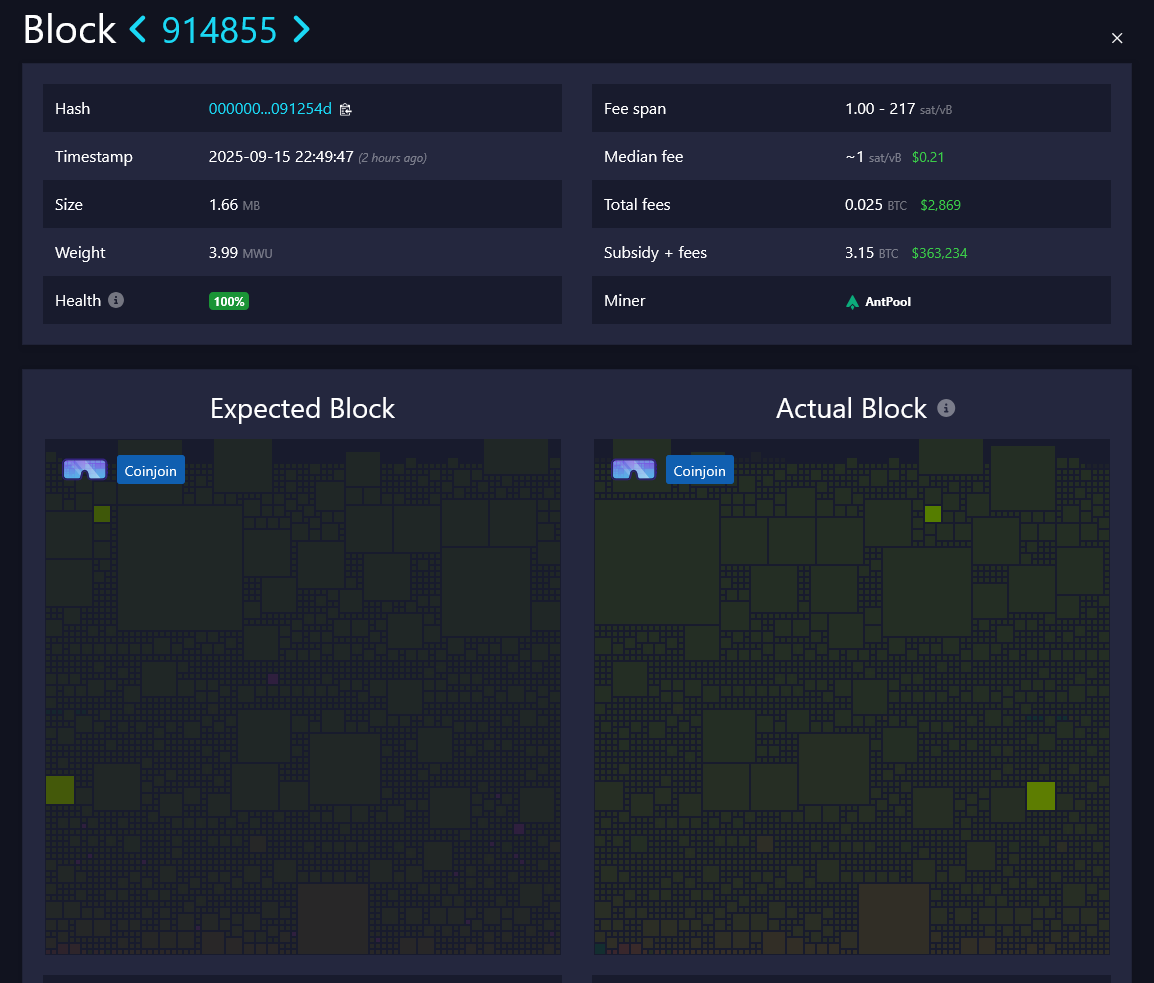 Block 914855
Hash 000000...091254d
Timestamp 2025-09-15 22:49:47 (2 hours ago)
Size 1.66 MB
Weight 3.99 MWU
Health 100%
Fee span 1.00 - 217 sat/vB
Median fee ~1 sat/vB $0.21
Total fees 0.025 BTC $2,869
Subsidy + fees 3.15 BTC $363,234
Miner AntPool
Expected Block
Coinjoin
Actual Block
Coinjoin